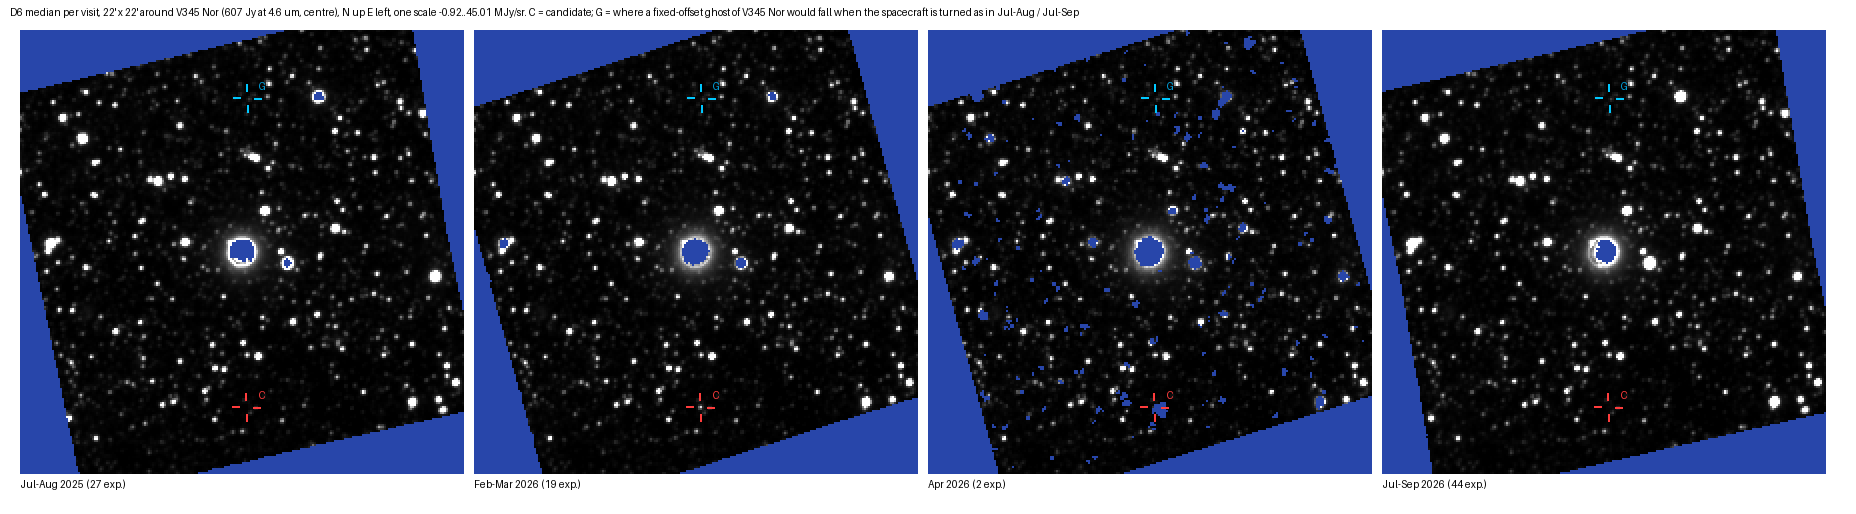 D6 median per visit, 22' x 22' around V345 Nor (607 Jy at 4.6 um, centre), N up E left, one scale -0.92..45.01 MJy/sr. C = candidate; G = where a fixed-offset ghost of V345 Nor would fall when the spacecraft is turned as in Jul-Aug / Jul-Sep
G G G G
C C C C
Jul-Aug 2025 (27 exp.) Feb-Mar 2026 (19 exp.) Apr 2026 (2 exp.) Jul-Sep 2026 (44 exp.)